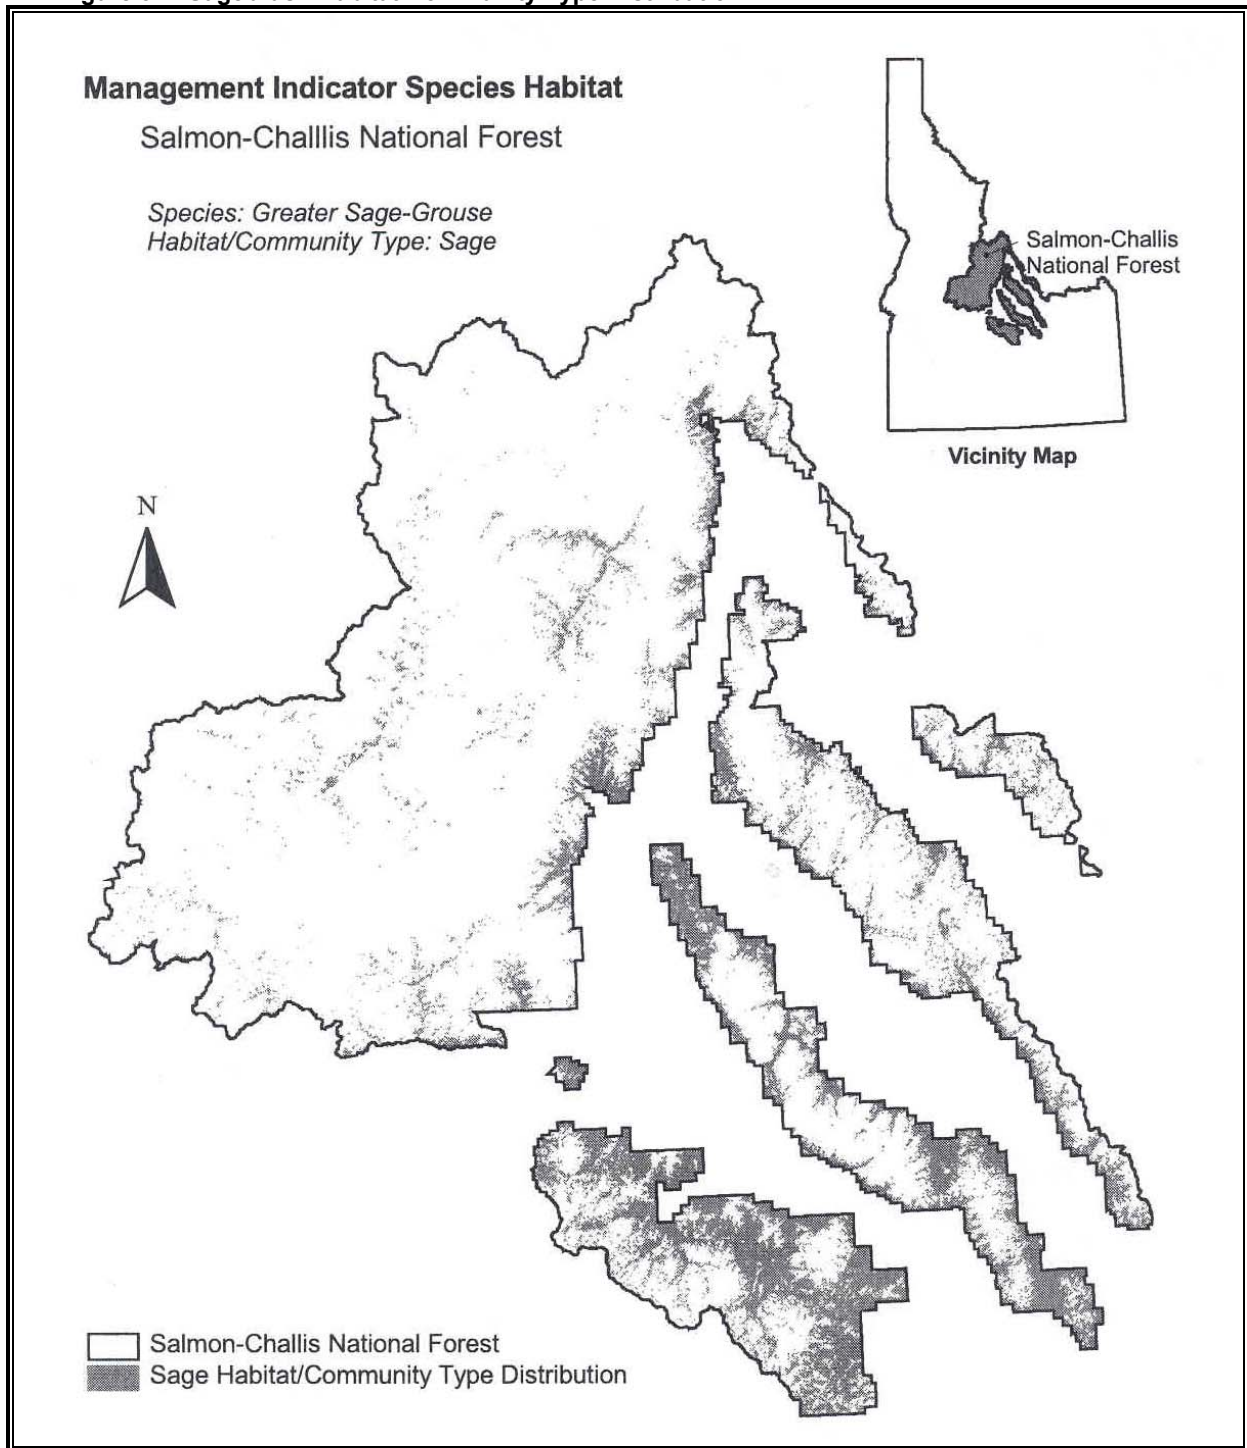 Management Indicator Species Habitat
Salmon-Challlis National Forest
Species: Greater Sage-Grouse
Habitat/Community Type: Sage
Salmon-Challis
National Forest
Vicinity Map
N
Salmon-Challis National Forest
Sage Habitat/Community Type Distribution